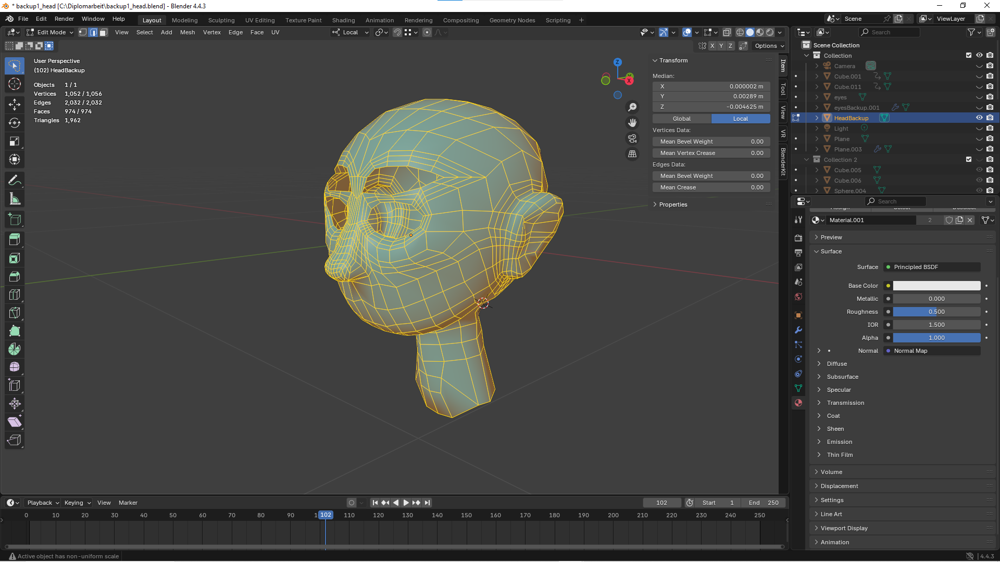 * backup1_head [C:\Diplomarbeit\backup1_head.blend] - Blender 4.4.3
File Edit Render Window Help Layout Modeling Sculpting UV Editing Texture Paint Shading Animation Rendering Compositing Geometry Nodes Scripting + Scene ViewLayer
Edit Mode View Select Add Mesh Vertex Edge Face UV Local Search
X Y Z Options
User Perspective
(102) HeadBackup
Objects 1 / 1
Vertices 1,052 / 1,056
Edges 2,032 / 2,032
Faces 974 / 974
Triangles 1,962
Z
X
Transform
Median:
X 0.000002 m
Y 0.00289 m
Z -0.004625 m
Global Local
Vertices Data:
Mean Bevel Weight 0.00
Mean Vertex Crease 0.00
Edges Data:
Mean Bevel Weight 0.00
Mean Crease 0.00
Properties
Item
Tool
View
VR
BlenderKit
Scene Collection
Collection
Camera
Cube.001
Cube.011
eyes
eyesBackup.001
HeadBackup
Light
Plane
Plane.003
Collection 2
Cube.005
Cube.006
Sphere.004
Search
Assign Select Deselect
Material.001 2
Preview
Surface
Surface Principled BSDF
Base Color
Metallic 0.000
Roughness 0.500
IOR 1.500
Alpha 1.000
Normal Normal Map
Diffuse
Subsurface
Specular
Transmission
Coat
Sheen
Emission
Thin Film
Volume
Displacement
Settings
Line Art
Viewport Display
Animation
Playback Keying View Marker 102 Start 1 End 250
0 10 20 30 40 50 60 70 80 90 102 110 120 130 140 150 160 170 180 190 200 210 220 230 240 250
Active object has non-uniform scale 4.4.3